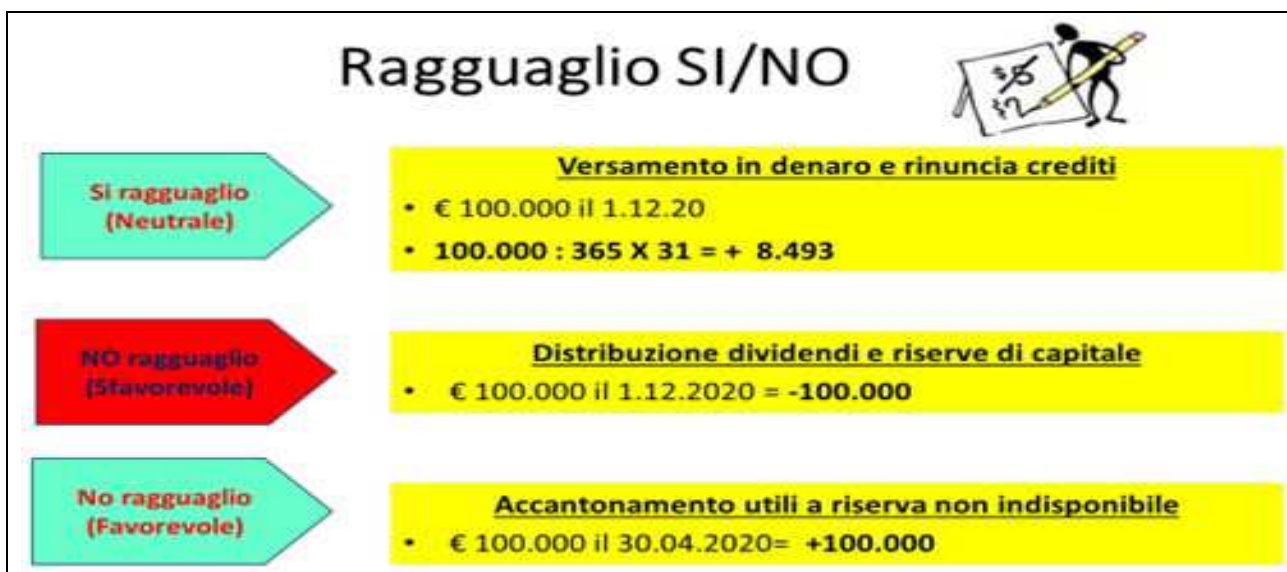 Ragguaglio SI/NO
Si ragguaglio
(Neutrale)
Versamento in denaro e rinuncia crediti
• € 100.000 il 1.12.20
• 100.000 : 365 X 31 = + 8.493
NO ragguaglio
(Sfavorevole)
Distribuzione dividendi e riserve di capitale
• € 100.000 il 1.12.2020 = -100.000
No ragguaglio
(Favorevole)
Accantonamento utili a riserva non indisponibile
• € 100.000 il 30.04.2020= +100.000